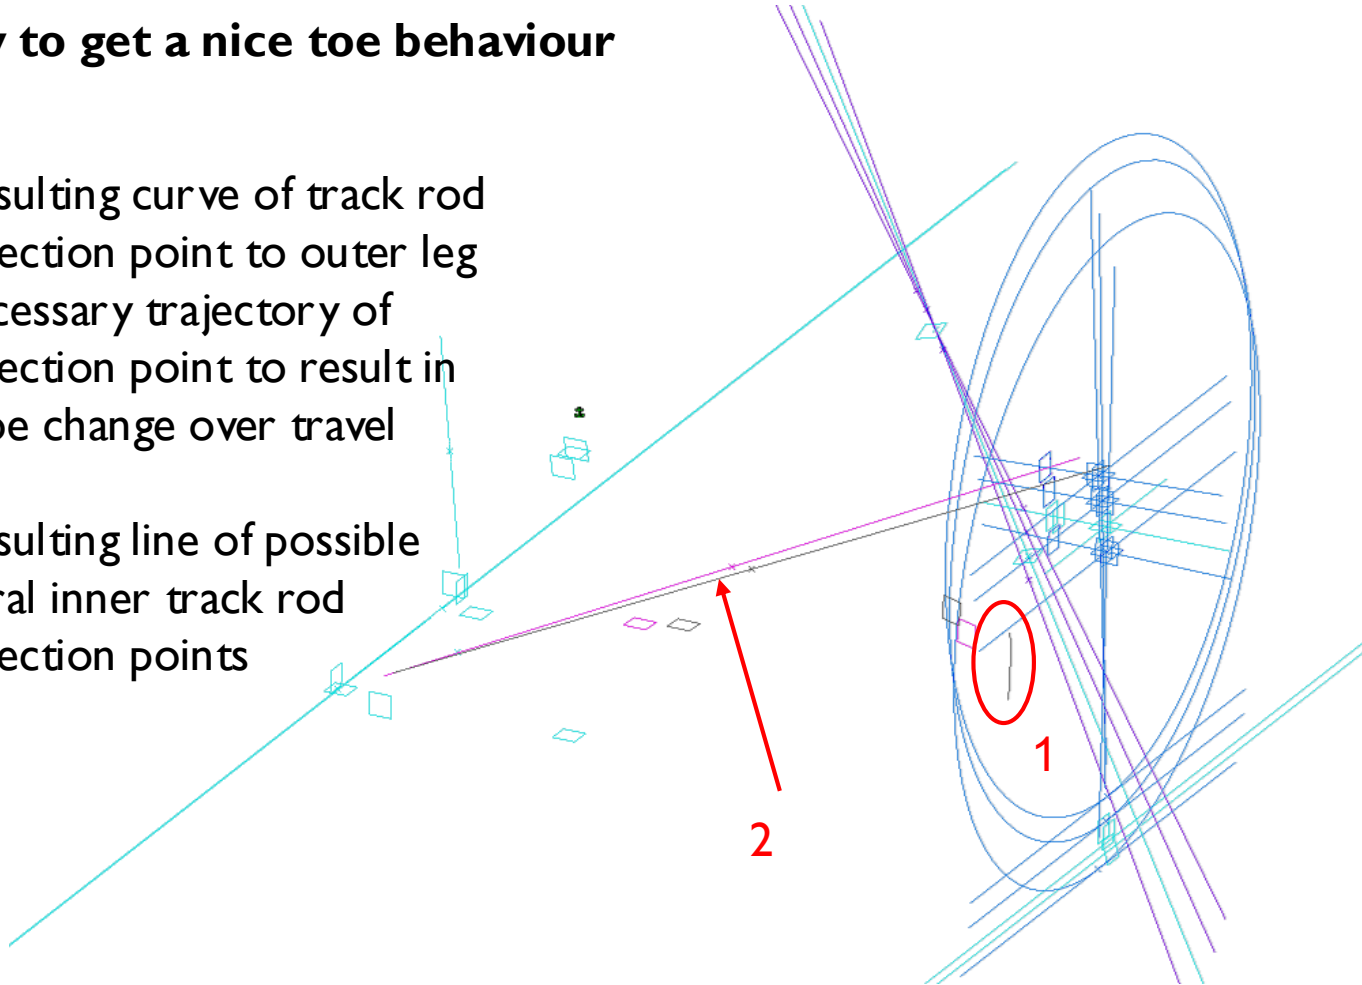 y to get a nice toe behaviour
sulting curve of track rod
ection point to outer leg
cessary trajectory of
ection point to result in
be change over travel
sulting line of possible
ral inner track rod
ection points
1
2